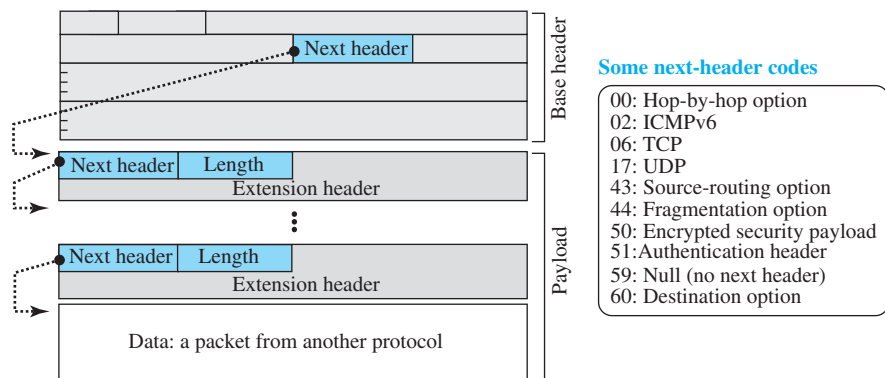 Next header
Base header
Next header Length
Extension header
Next header Length
Extension header
Data: a packet from another protocol
Payload
Some next-header codes
00: Hop-by-hop option
02: ICMPv6
06: TCP
17: UDP
43: Source-routing option
44: Fragmentation option
50: Encrypted security payload
51:Authentication header
59: Null (no next header)
60: Destination option